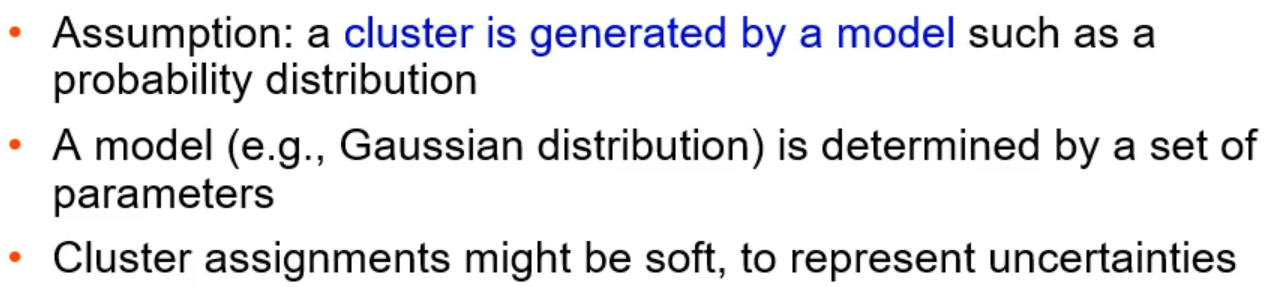 • Assumption: a cluster is generated by a model such as a
probability distribution
• A model (e.g., Gaussian distribution) is determined by a set of
parameters
• Cluster assignments might be soft, to represent uncertainties